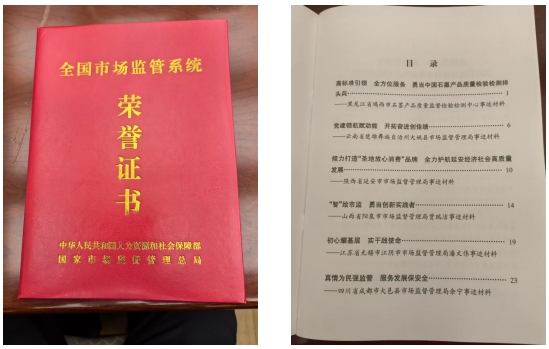 全国市场监管系统
荣誉证书
中华人民共和国人力资源和社会保障部
国家市场监督管理总局
目 录
高标准引领 全方位服务 勇当中国石墨产品质量检验检测排
头兵 1
——黑龙江省鸡西市石墨产品质量监督检验检测中心事迹材料
党建领航赋动能 开拓奋进创佳绩 6
——云南省楚雄彝族自治州大姚县市场监督管理局事迹材料
倾力打造“圣地放心消费”品牌 全力护航延安经济社会高质量
发展 10
——陕西省延安市市场监督管理局事迹材料
“智”绘市监 勇当创新实践者 14
——山西省阳泉市市场监督管理局贾瑞洁事迹材料
初心耀基层 实干践使命 19
——江苏省无锡市江阴市市场监督管理局潘文伟事迹材料
真情为民强监管 服务发展保安全 23
——四川省成都市大邑县市场监督管理局余宁事迹材料